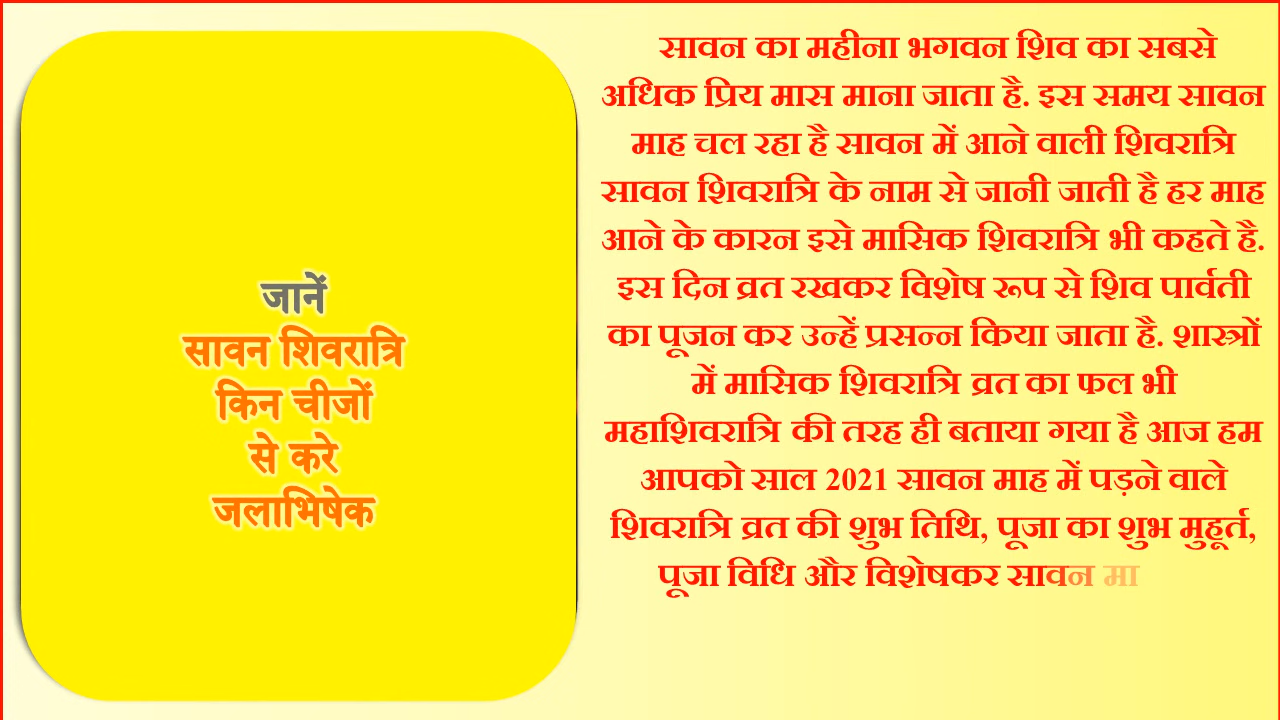 जानें
सावन शिवरात्रि
किन चीजों
से करे
जलाभिषेक
सावन का महीना भगवन शिव का सबसे
अधिक प्रिय मास माना जाता है. इस समय सावन
माह चल रहा है सावन में आने वाली शिवरात्रि
सावन शिवरात्रि के नाम से जानी जाती है हर माह
आने के कारन इसे मासिक शिवरात्रि भी कहते है.
इस दिन व्रत रखकर विशेष रूप से शिव पार्वती
का पूजन कर उन्हें प्रसन्न किया जाता है. शास्त्रों
में मासिक शिवरात्रि व्रत का फल भी
महाशिवरात्रि की तरह ही बताया गया है आज हम
आपको साल 2021 सावन माह में पड़ने वाले
शिवरात्रि व्रत की शुभ तिथि, पूजा का शुभ मुहूर्त,
पूजा विधि और विशेषकर सावन मा